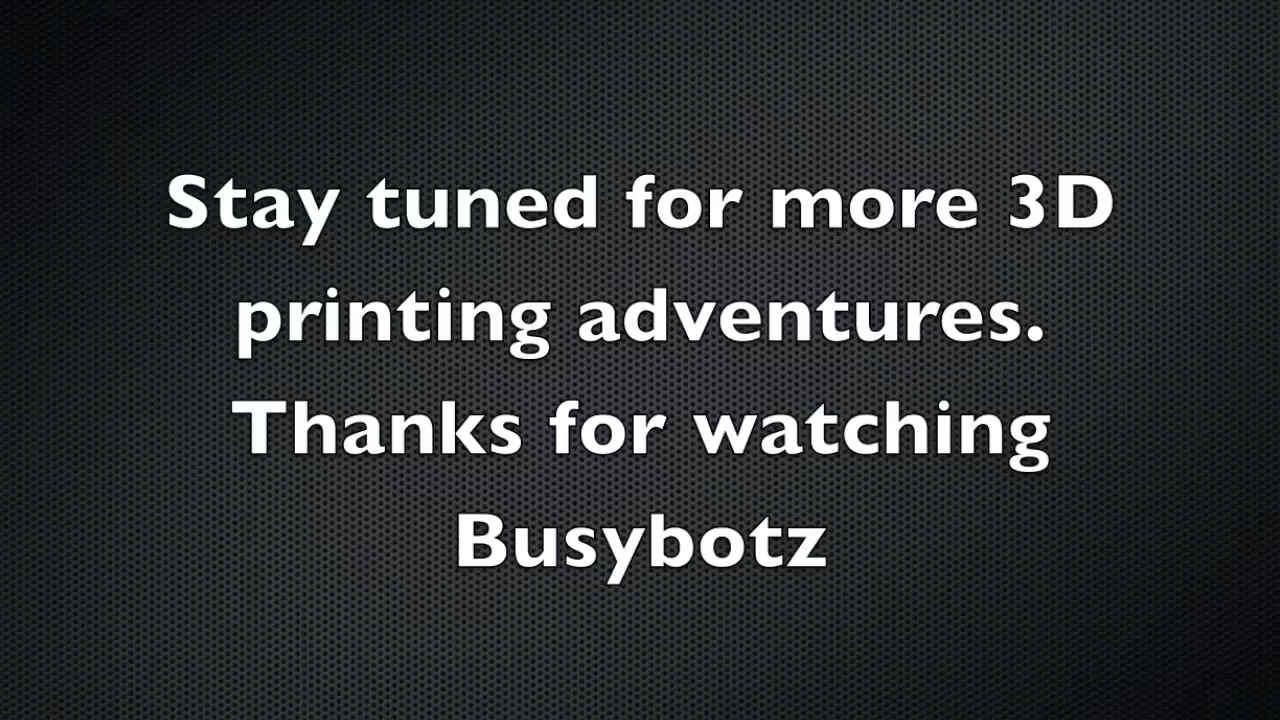 Stay tuned for more 3D
printing adventures.
Thanks for watching
Busybotz